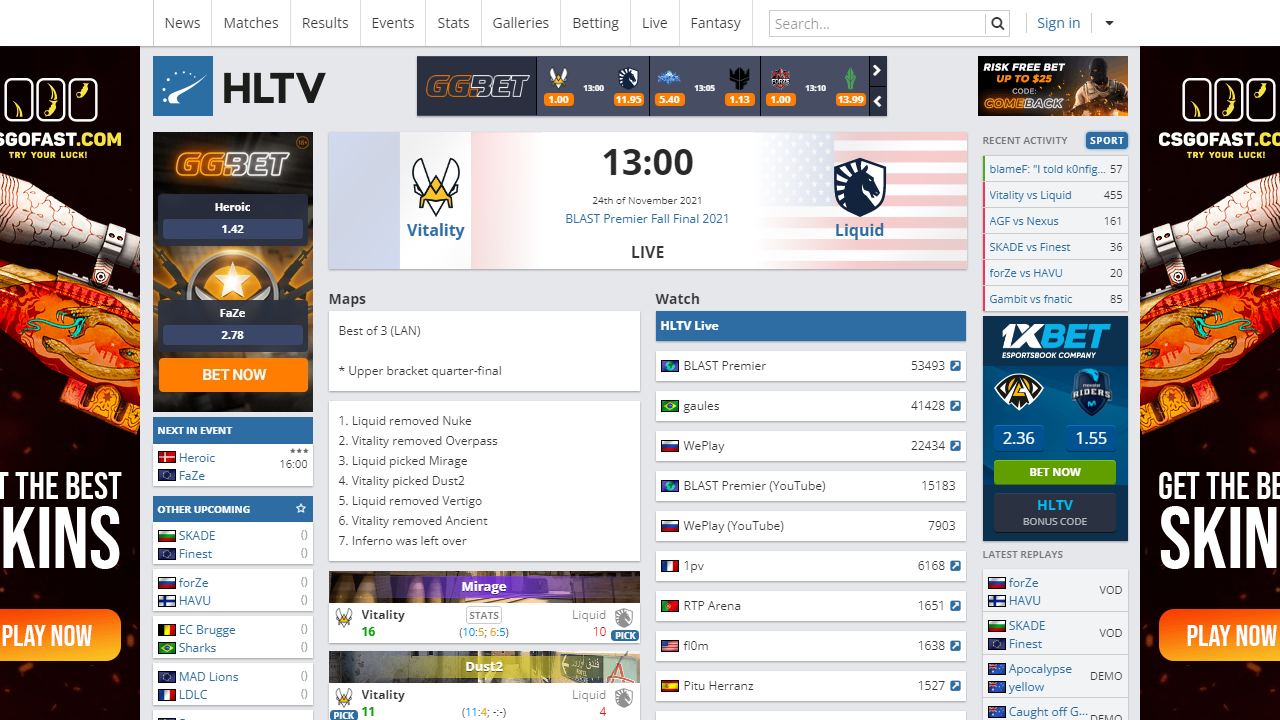 News
Matches
Results
Events
Stats
Galleries
Betting
Live
Fantasy
Search...
Sign in
HLTV
GG.BET
1.00
13:00
11.95
5.40
13:05
1.13
1.00
13:10
13.99
RISK FREE BET
UP TO $25
CODE:
COMEBACK
CSGOFAST.COM
TRY YOUR LUCK!
GET THE BEST
SKINS
PLAY NOW
18+
GG.BET
Heroic
1.42
FaZe
2.78
BET NOW
NEXT IN EVENT
Heroic
16:00
FaZe
OTHER UPCOMING
SKADE ()
Finest ()
forZe ()
HAVU ()
EC Brugge ()
Sharks ()
MAD Lions ()
LDLC ()
13:00
24th of November 2021
BLAST Premier Fall Final 2021
LIVE
Vitality
Liquid
Maps
Best of 3 (LAN)
* Upper bracket quarter-final
1. Liquid removed Nuke
2. Vitality removed Overpass
3. Liquid picked Mirage
4. Vitality picked Dust2
5. Liquid removed Vertigo
6. Vitality removed Ancient
7. Inferno was left over
Mirage
Vitality STATS Liquid
16 (10:5; 6:5) 10
PICK
Dust2
Vitality Liquid
PICK 11 (11:4; -:-) 4
Watch
HLTV Live
BLAST Premier 53493
gaules 41428
WePlay 22434
BLAST Premier (YouTube) 15183
WePlay (YouTube) 7903
1pv 6168
RTP Arena 1651
fl0m 1638
Pitu Herranz 1527
RECENT ACTIVITY SPORT
blameF: "I told k0nfig... 57
Vitality vs Liquid 455
AGF vs Nexus 161
SKADE vs Finest 36
forZe vs HAVU 20
Gambit vs fnatic 85
1XBET
ESPORTSBOOK COMPANY
RIDERS
2.36 1.55
BET NOW
HLTV
BONUS CODE
LATEST REPLAYS
forZe
VOD
HAVU
SKADE
VOD
Finest
Apocalypse
DEMO
yellow
Caught off G...
DEMO
CSGOFAST.C
TRY YOUR LUCK!
GET THE BE
SKIN
PLAY NOW